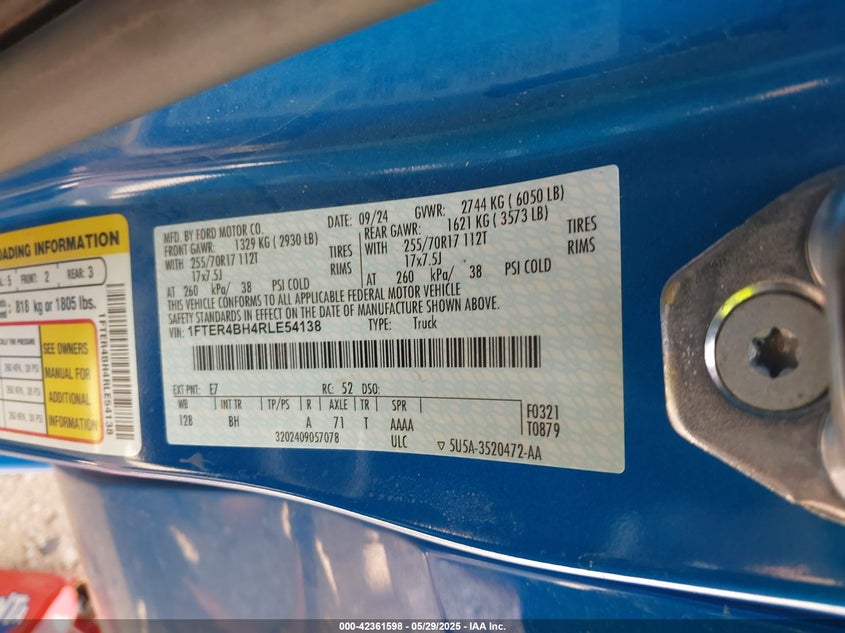 OADING INFORMATION
AL: 5 FRONT: 2 REAR: 3
: 818 kg or 1805 lbs.
SEE OWNERS
MANUAL FOR
ADDITIONAL
INFORMATION
1FTER4BH4RLE54138
MFD. BY FORD MOTOR CO. DATE: 09/24 GVWR: 2744 KG ( 6050 LB)
FRONT GAWR: 1329 KG ( 2930 LB) REAR GAWR: 1621 KG ( 3573 LB)
WITH 255/70R17 112T TIRES WITH 255/70R17 112T TIRES
17x7.5J RIMS 17x7.5J RIMS
AT 260 kPa/ 38 PSI COLD AT 260 kPa/ 38 PSI COLD
THIS VEHICLE CONFORMS TO ALL APPLICABLE FEDERAL MOTOR VEHICLE
SAFETY STANDARDS IN EFFECT ON THE DATE OF MANUFACTURE SHOWN ABOVE.
VIN: 1FTER4BH4RLE54138 TYPE: Truck
EXT PNT: E7 RC: 52 DSO:
WB INT TR TP/PS R AXLE TR SPR
128 BH A 71 T AAAA
3202409057078 ULC
F0321
T0879
▽ 5U5A-3520472-AA
000-42361598 - 05/29/2025 - IAA Inc.